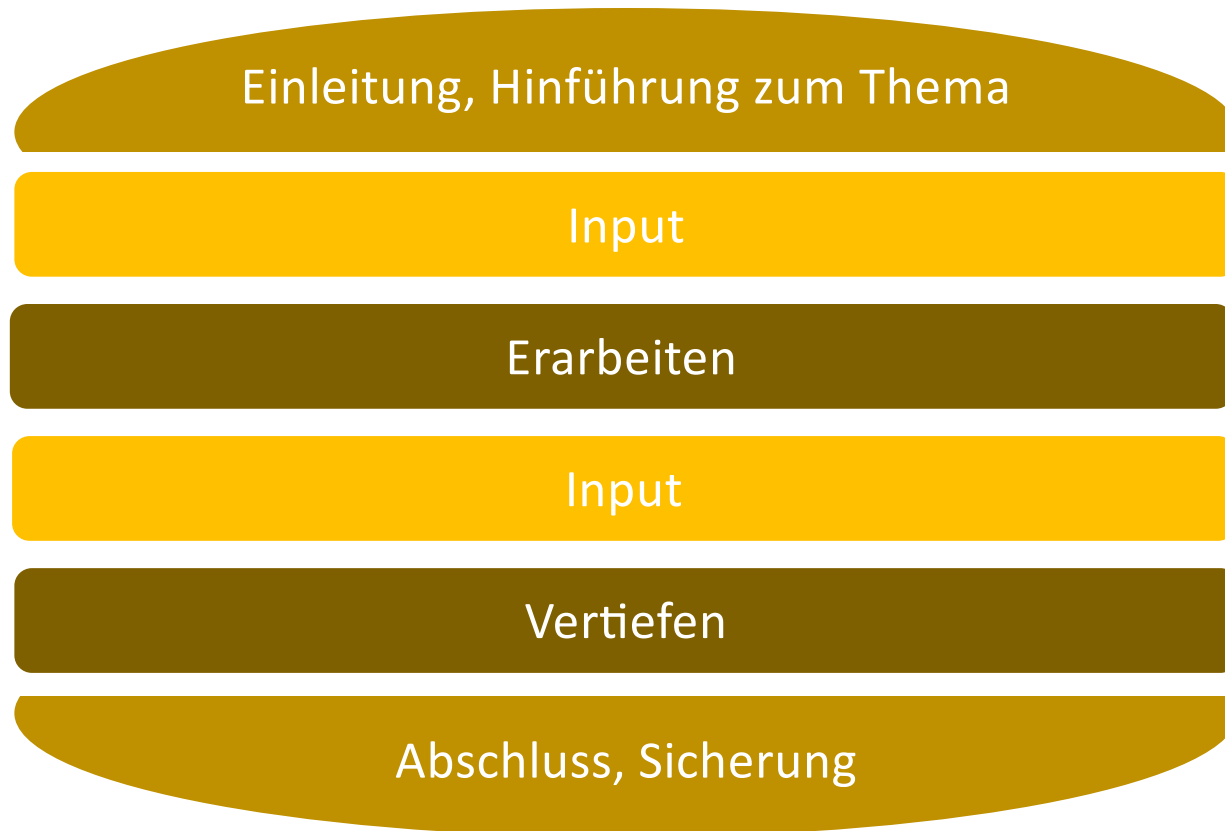 Einleitung, Hinführung zum Thema
Input
Erarbeiten
Input
Vertiefen
Abschluss, Sicherung